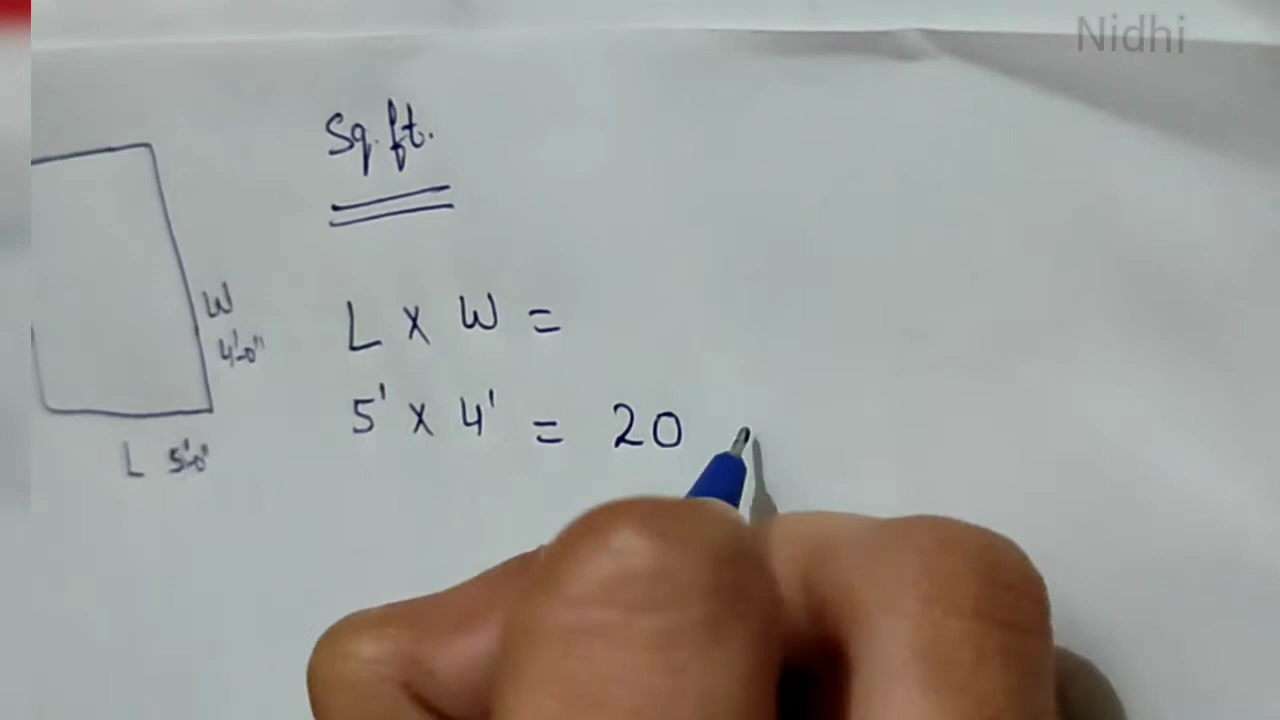 Nidhi
Sq.ft.
L x W =
5' x 4' = 20
W
4'-0"
L 5'-0"